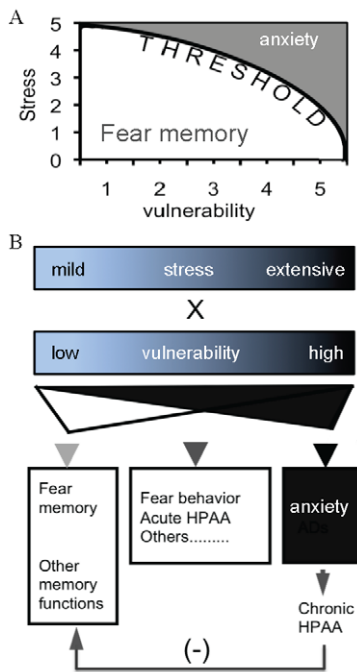 A
5
4
3
2
1
0
Stress
anxiety
THRESHOLD
Fear memory
1 2 3 4 5
vulnerability
B
mild stress extensive
X
low vulnerability high
Fear
memory
Other
memory
functions
Fear behavior
Acute HPAA
Others.........
anxiety
ADs
Chronic
HPAA
(-)